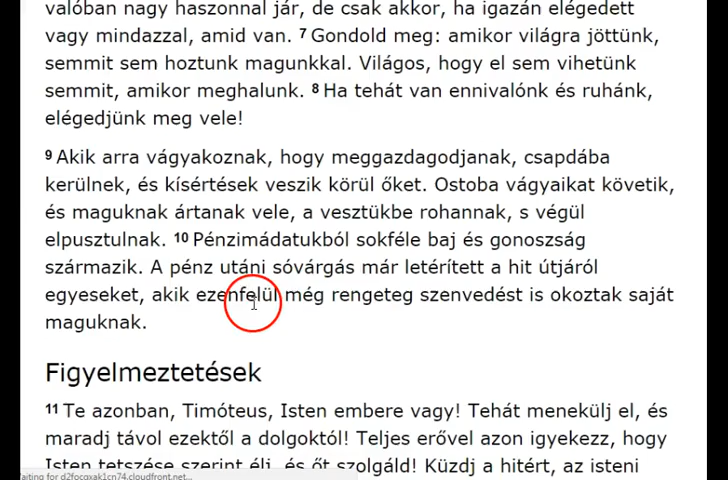 valóban nagy haszonnal jár, de csak akkor, ha igazán elégedett
vagy mindazzal, amid van. 7 Gondold meg: amikor világra jöttünk,
semmit sem hoztunk magunkkal. Világos, hogy el sem vihetünk
semmit, amikor meghalunk. 8 Ha tehát van ennivalónk és ruhánk,
elégedjünk meg vele!
9 Akik arra vágyakoznak, hogy meggazdagodjanak, csapdába
kerülnek, és kísértések veszik körül őket. Ostoba vágyaikat követik,
és maguknak ártanak vele, a vesztükbe rohannak, s végül
elpusztulnak. 10 Pénzimádatukból sokféle baj és gonoszság
származik. A pénz utáni sóvárgás már letérített a hit útjáról
egyeseket, akik ezenfelül még rengeteg szenvedést is okoztak saját
maguknak.
Figyelmeztetések
11 Te azonban, Timóteus, Isten embere vagy! Tehát menekülj el, és
maradj távol ezektől a dolgoktól! Teljes erővel azon igyekezz, hogy
Isten tetszése szerint élj, és őt szolgáld! Küzdj a hitért, az isteni
aiting for d2focgxak1cn74.cloudfront.net...